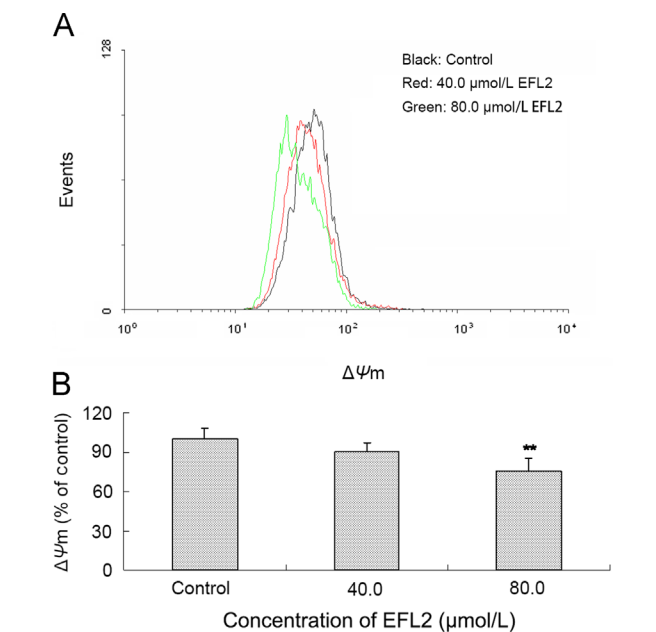 A
128
Black: Control
Red: 40.0 μmol/L EFL2
Green: 80.0 μmol/L EFL2
Events
0
10⁰ 10¹ 10² 10³ 10⁴
ΔΨm
B
120
90
60
30
0
ΔΨm (% of control)
**
Control 40.0 80.0
Concentration of EFL2 (μmol/L)